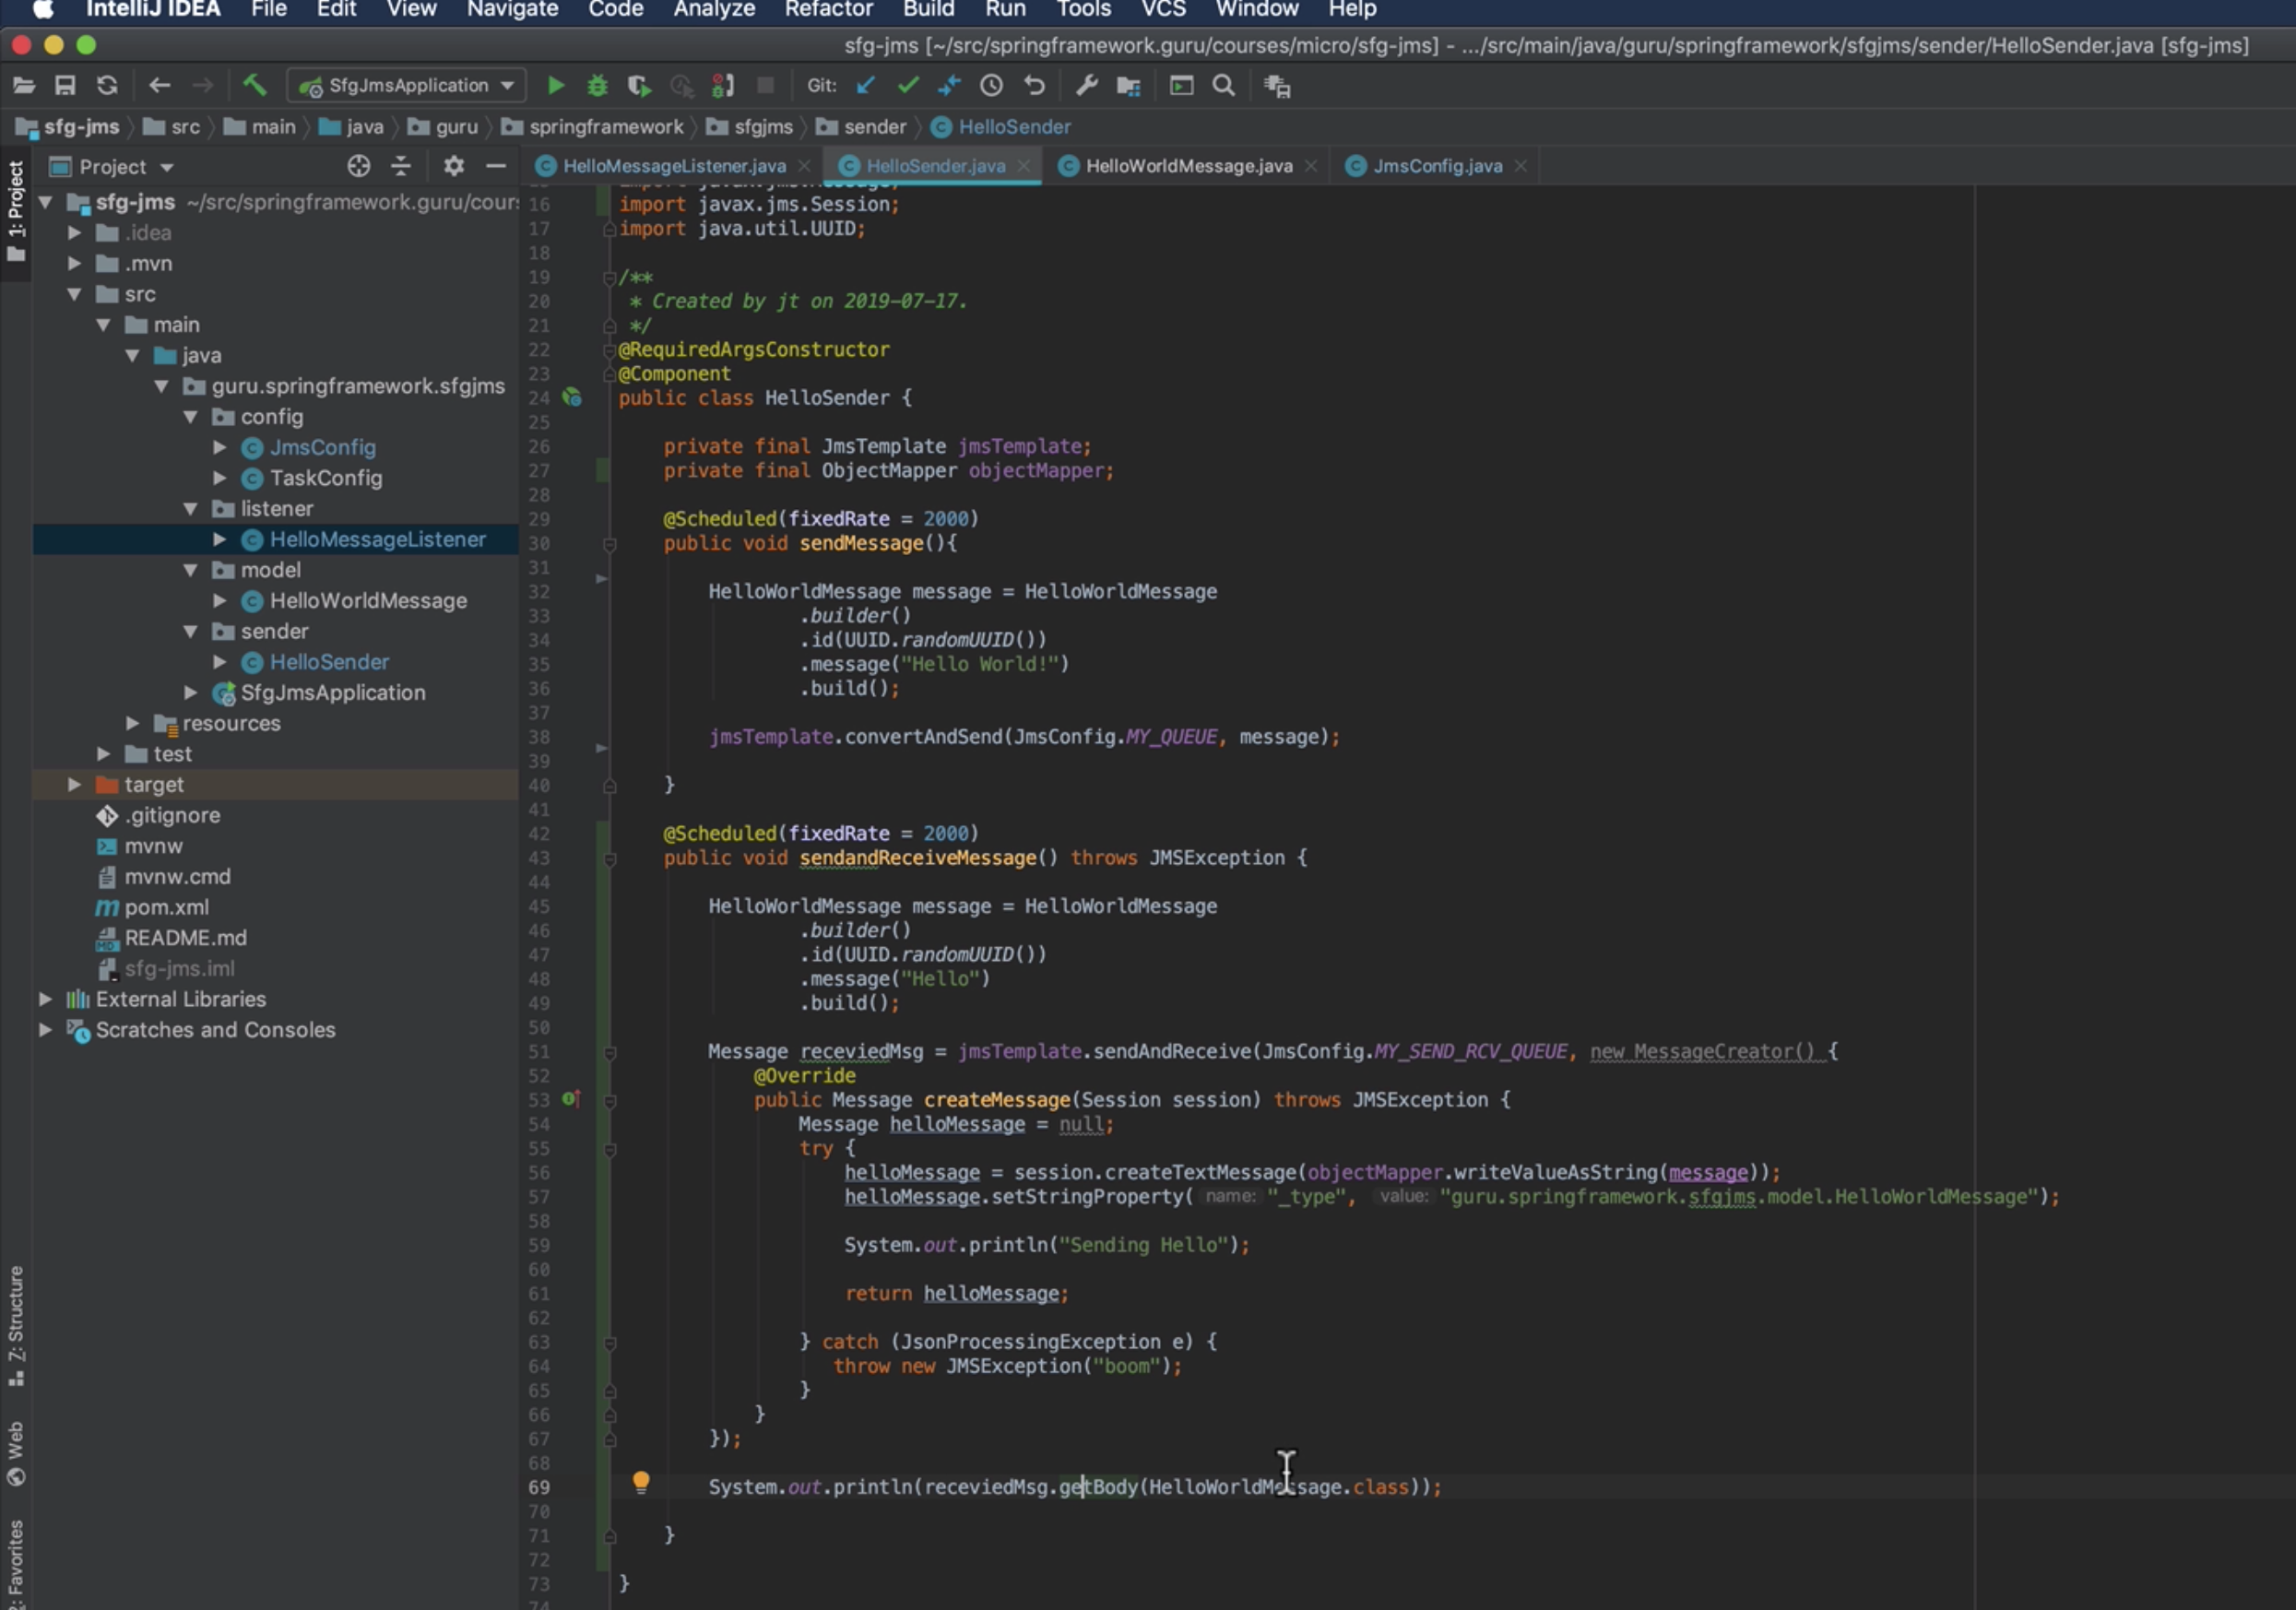 IntelliJ IDEA File Edit View Navigate Code Analyze Refactor Build Run Tools VCS Window Help
sfg-jms [~/src/springframework.guru/courses/micro/sfg-jms] - .../src/main/java/guru/springframework/sfgjms/sender/HelloSender.java [sfg-jms]
SfgJmsApplication Git:
sfg-jms src main java guru springframework sfgjms sender HelloSender
1: Project
Project
sfg-jms ~/src/springframework.guru/cour
.idea
.mvn
src
main
java
guru.springframework.sfgjms
config
JmsConfig
TaskConfig
listener
HelloMessageListener
model
HelloWorldMessage
sender
HelloSender
SfgJmsApplication
resources
test
target
.gitignore
mvnw
mvnw.cmd
pom.xml
README.md
sfg-jms.iml
External Libraries
Scratches and Consoles
Z: Structure
Web
2: Favorites
HelloMessageListener.java HelloSender.java HelloWorldMessage.java JmsConfig.java
16 import javax.jms.Session;
17 import java.util.UUID;
18
19 /**
20 * Created by jt on 2019-07-17.
21 */
22 @RequiredArgsConstructor
23 @Component
24 public class HelloSender {
25
26 private final JmsTemplate jmsTemplate;
27 private final ObjectMapper objectMapper;
28
29 @Scheduled(fixedRate = 2000)
30 public void sendMessage(){
31
32 HelloWorldMessage message = HelloWorldMessage
33 .builder()
34 .id(UUID.randomUUID())
35 .message("Hello World!")
36 .build();
37
38 jmsTemplate.convertAndSend(JmsConfig.MY_QUEUE, message);
39
40 }
41
42 @Scheduled(fixedRate = 2000)
43 public void sendandReceiveMessage() throws JMSException {
44
45 HelloWorldMessage message = HelloWorldMessage
46 .builder()
47 .id(UUID.randomUUID())
48 .message("Hello")
49 .build();
50
51 Message receviedMsg = jmsTemplate.sendAndReceive(JmsConfig.MY_SEND_RCV_QUEUE, new MessageCreator() {
52 @Override
53 public Message createMessage(Session session) throws JMSException {
54 Message helloMessage = null;
55 try {
56 helloMessage = session.createTextMessage(objectMapper.writeValueAsString(message));
57 helloMessage.setStringProperty( name: "_type", value: "guru.springframework.sfgjms.model.HelloWorldMessage");
58
59 System.out.println("Sending Hello");
60
61 return helloMessage;
62
63 } catch (JsonProcessingException e) {
64 throw new JMSException("boom");
65 }
66 }
67 });
68
69 System.out.println(receviedMsg.getBody(HelloWorldMessage.class));
70
71 }
72
73 }
74